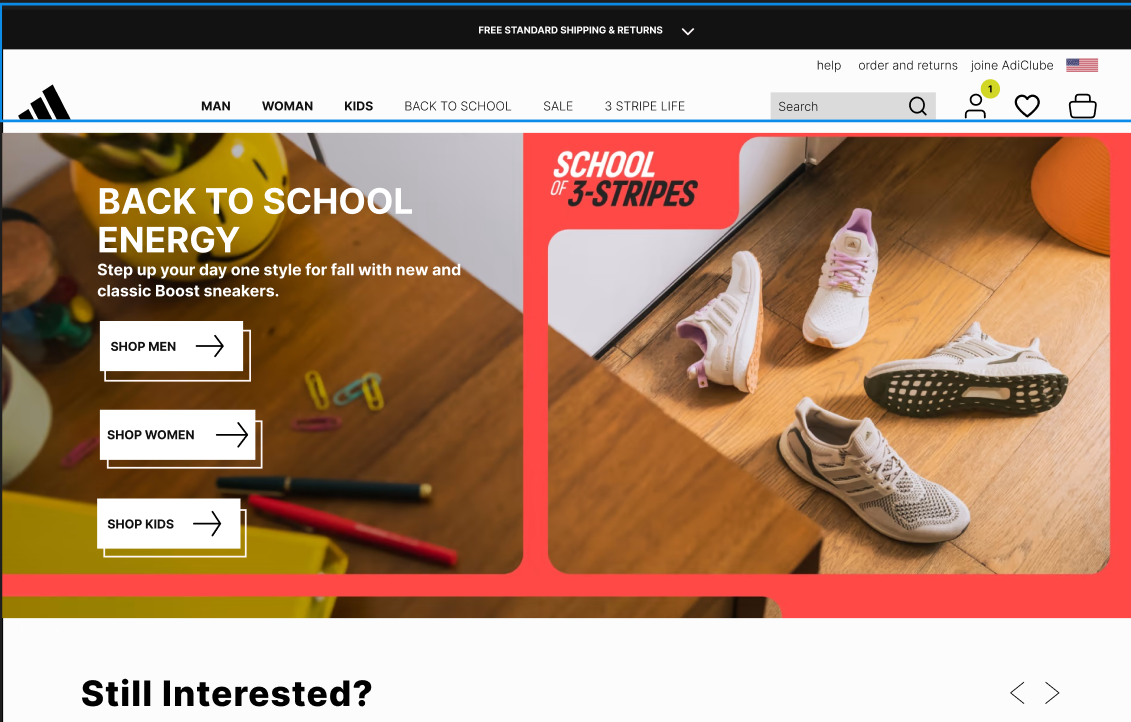 FREE STANDARD SHIPPING & RETURNS
help order and returns joine AdiClube
MAN WOMAN KIDS BACK TO SCHOOL SALE 3 STRIPE LIFE Search 1
BACK TO SCHOOL
ENERGY
Step up your day one style for fall with new and
classic Boost sneakers.
SHOP MEN
SHOP WOMEN
SHOP KIDS
SCHOOL
OF 3-STRIPES
Still Interested?